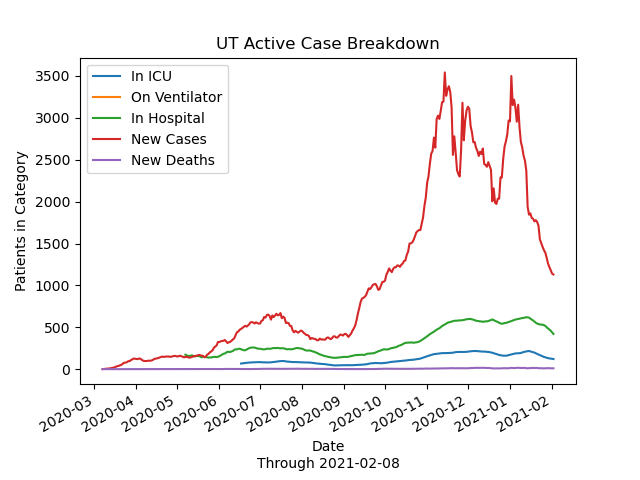 UT Active Case Breakdown
In ICU
On Ventilator
In Hospital
New Cases
New Deaths
Patients in Category
3500
3000
2500
2000
1500
1000
500
0
2020-03
2020-04
2020-05
2020-06
2020-07
2020-08
2020-09
2020-10
2020-11
2020-12
2021-01
2021-02
Date
Through 2021-02-08